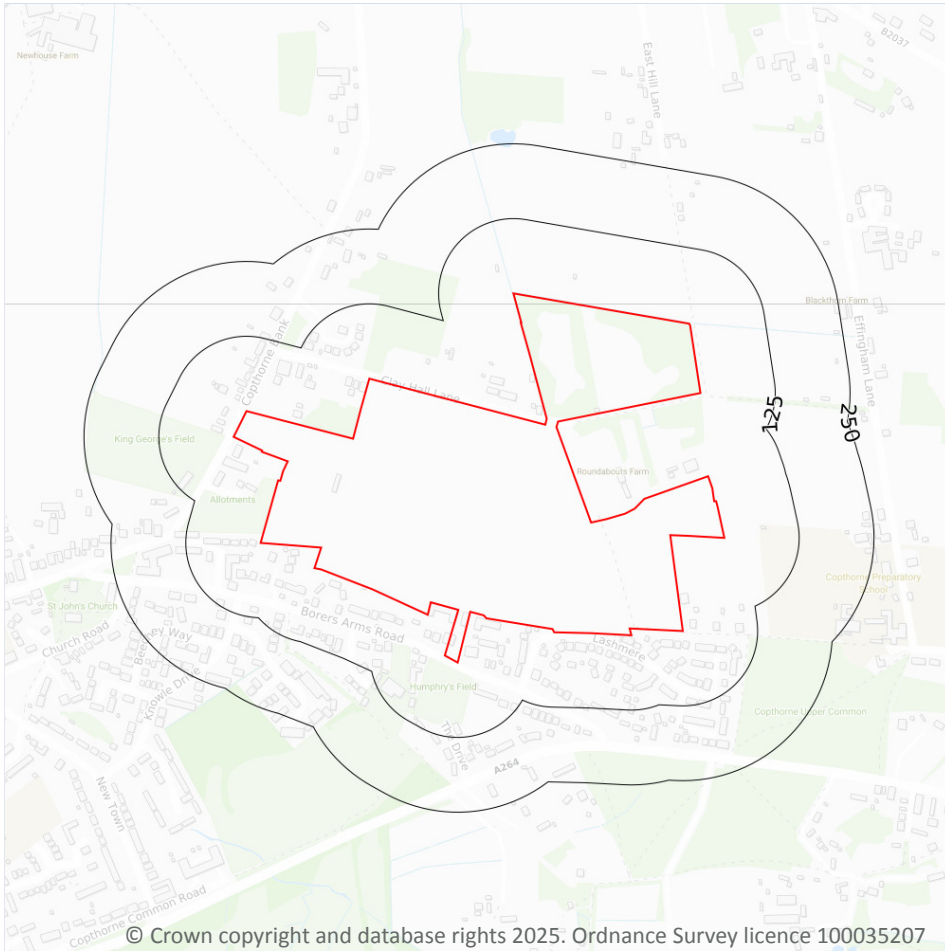 Newhouse Farm
B2037
East Hill Lane
Blackthorn Farm
Effingham Lane
Copthorne Bank
Clay Hall Lane
125
250
King George's Field
Roundabouts Farm
Allotments
Copthorne Preparatory
School
St John's Church
Church Road
Borers Arms Road
Lashmere
Knowle Drive
Humphry's Field
Copthorne Upper Common
The Drive
A264
New Town
Copthorne Common Road
© Crown copyright and database rights 2025. Ordnance Survey licence 100035207